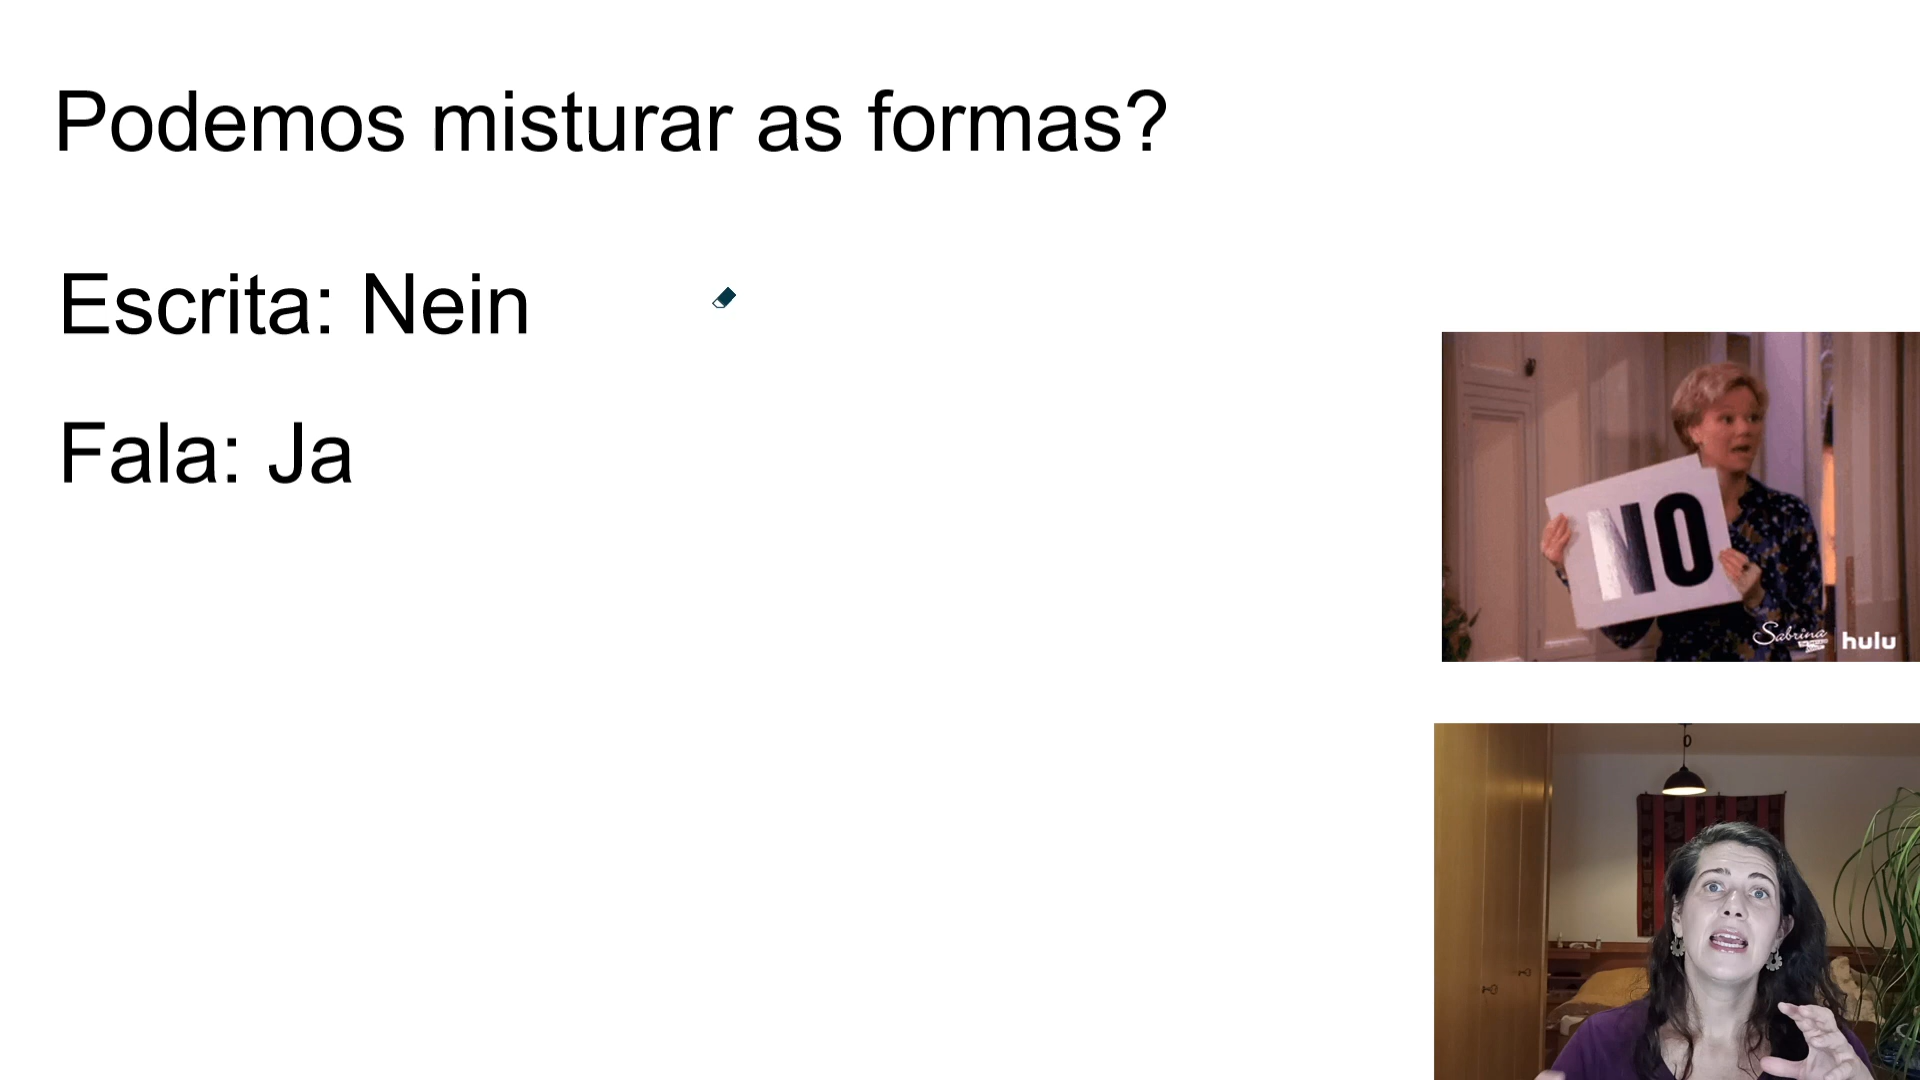 Podemos misturar as formas?
Escrita: Nein
Fala: Ja
NO
Sabrina
hulu